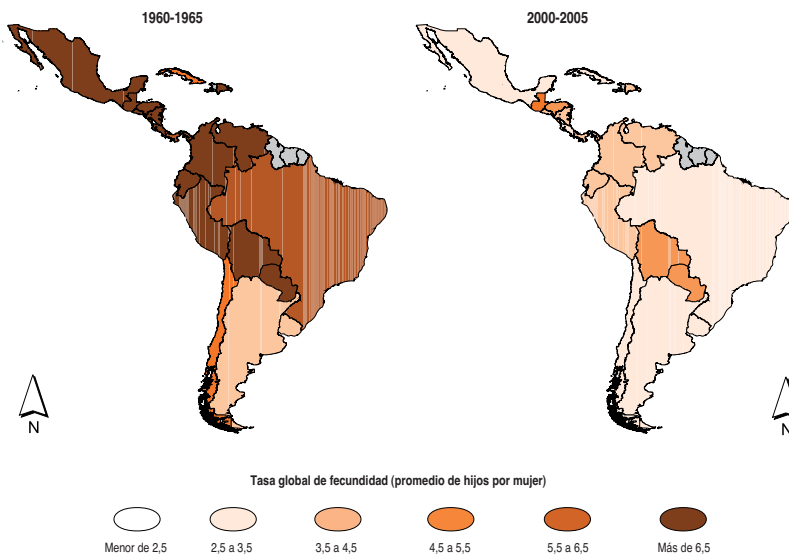 1960-1965 2000-2005
N N
Tasa global de fecundidad (promedio de hijos por mujer)
Menor de 2,5 2,5 a 3,5 3,5 a 4,5 4,5 a 5,5 5,5 a 6,5 Más de 6,5